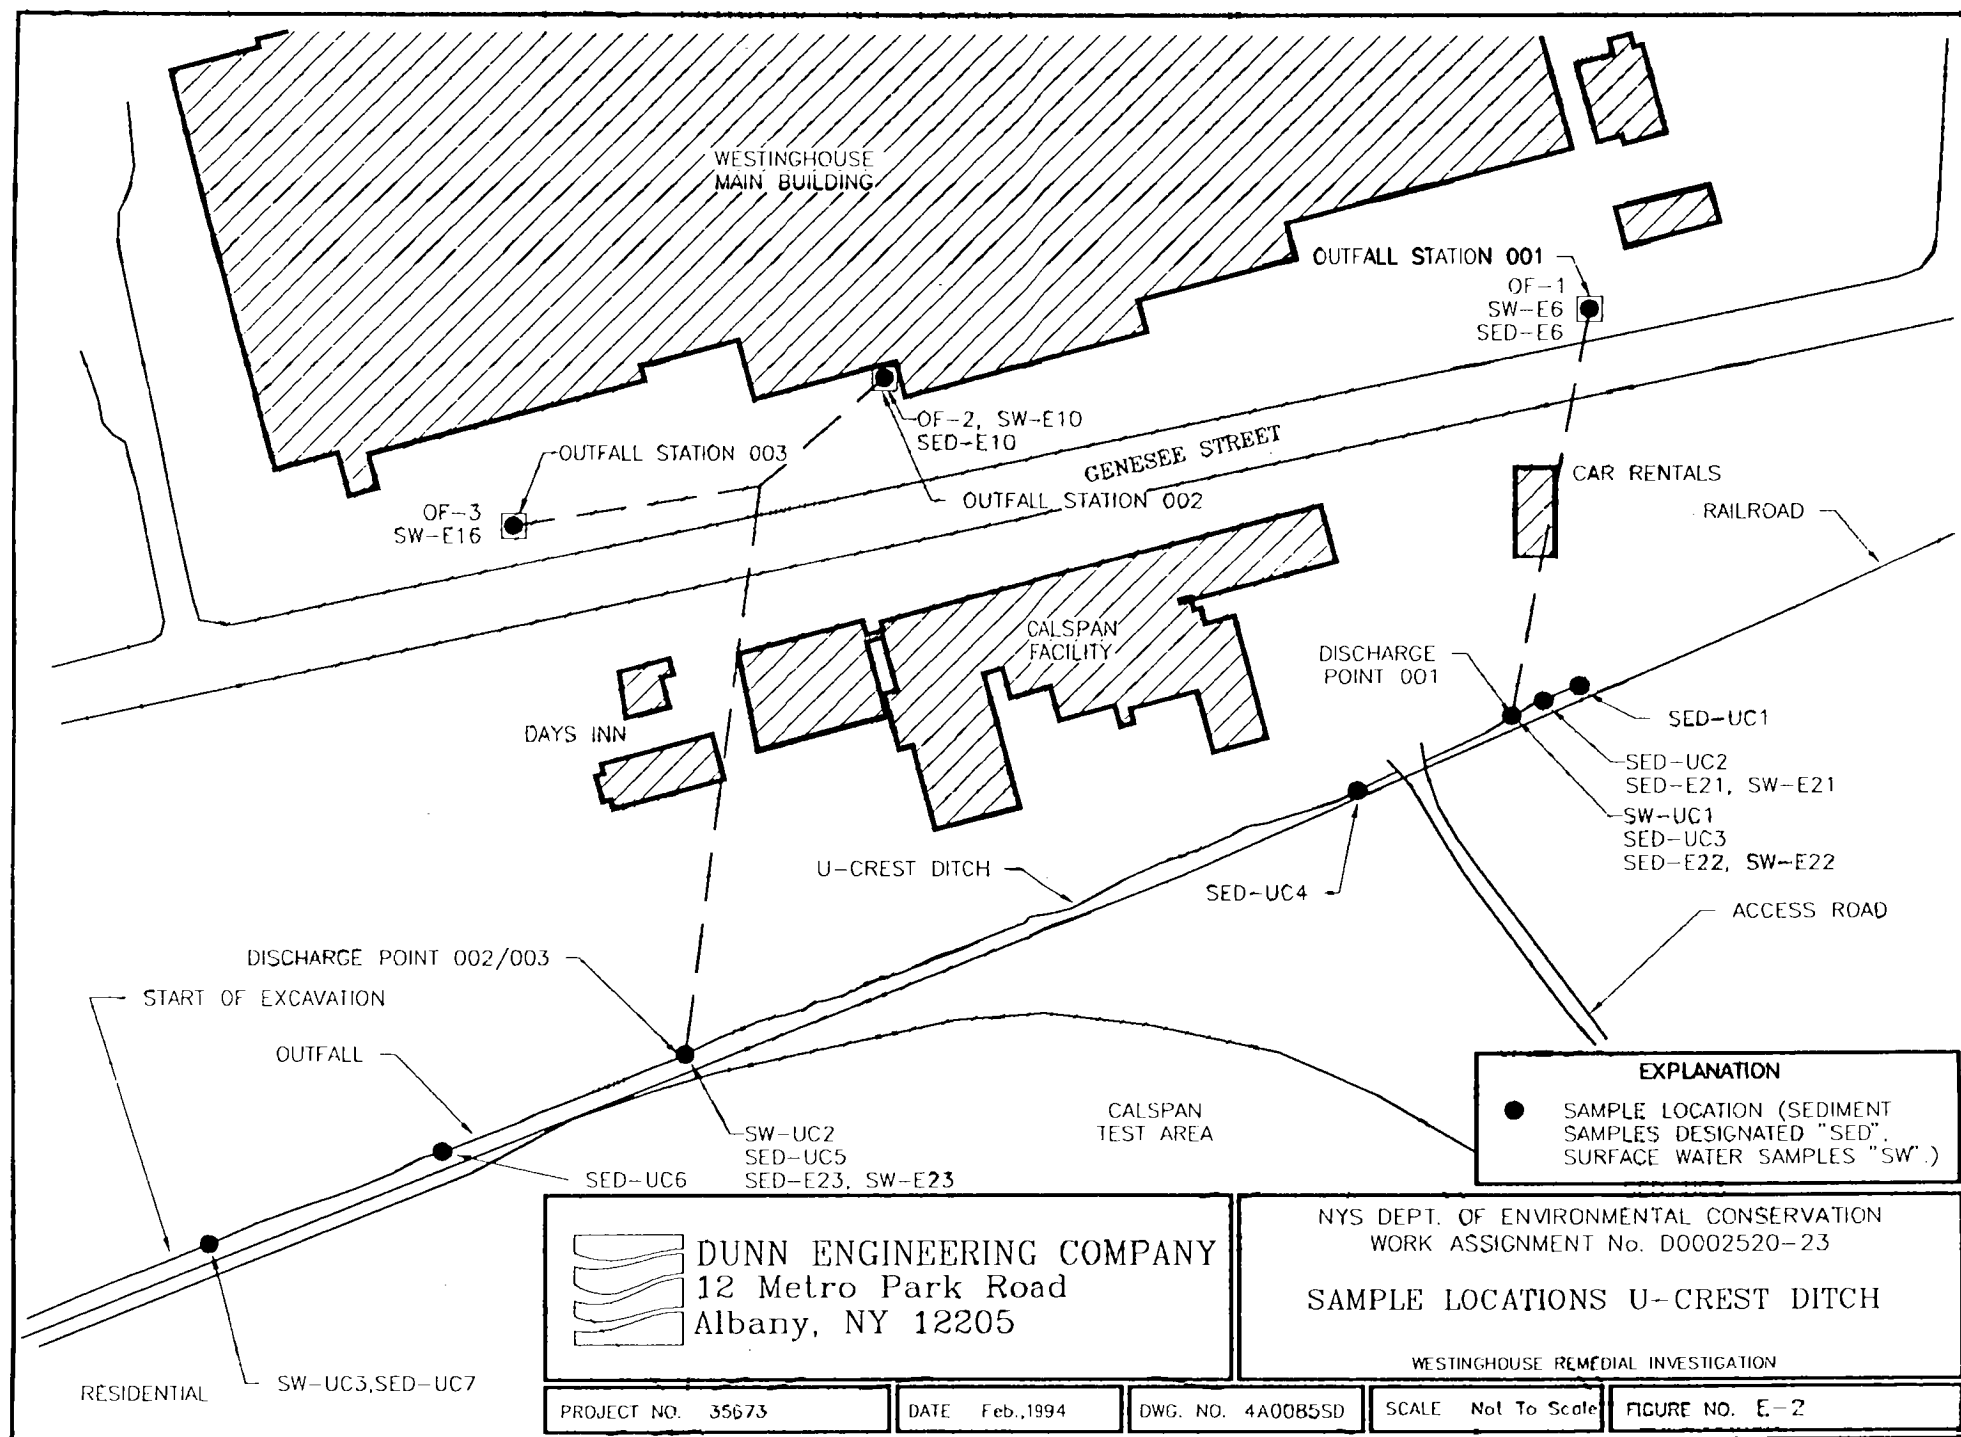 WESTINGHOUSE
MAIN BUILDING
OUTFALL STATION 001
OF-1
SW-E6
SED-E6
OF-2, SW-E10
SED-E10
OUTFALL STATION 003
GENESEE STREET
OUTFALL STATION 002
CAR RENTALS
OF-3
SW-E16
RAILROAD
CALSPAN
FACILITY
DISCHARGE
POINT 001
SED-UC1
DAYS INN
SED-UC2
SED-E21, SW-E21
SW-UC1
SED-UC3
SED-E22, SW-E22
U-CREST DITCH
SED-UC4
ACCESS ROAD
DISCHARGE POINT 002/003
START OF EXCAVATION
OUTFALL
CALSPAN
TEST AREA
SW-UC2
SED-UC5
SED-E23, SW-E23
SED-UC6
EXPLANATION
SAMPLE LOCATION (SEDIMENT
SAMPLES DESIGNATED "SED".
SURFACE WATER SAMPLES "SW".)
RESIDENTIAL
SW-UC3,SED-UC7
DUNN ENGINEERING COMPANY
12 Metro Park Road
Albany, NY 12205
NYS DEPT. OF ENVIRONMENTAL CONSERVATION
WORK ASSIGNMENT No. D0002520-23
SAMPLE LOCATIONS U-CREST DITCH
WESTINGHOUSE REMEDIAL INVESTIGATION
PROJECT NO. 35673
DATE Feb.,1994
DWG. NO. 4A0085SD
SCALE Not To Scale
FIGURE NO. E-2